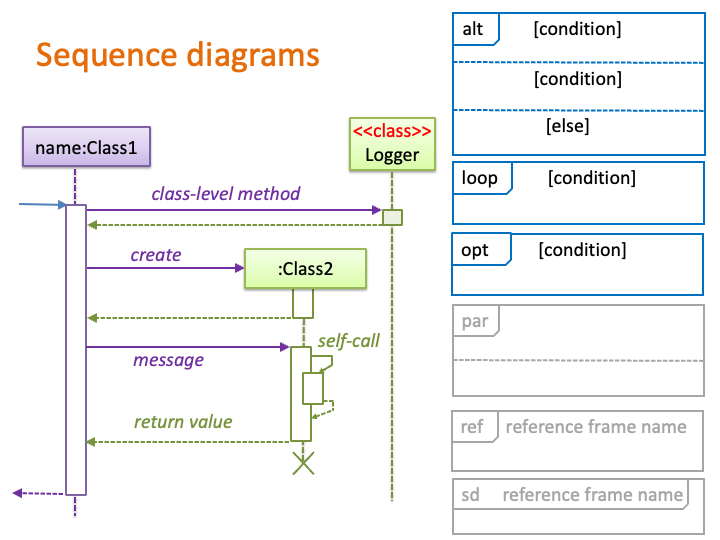 Sequence diagrams
name:Class1
<<class>>
Logger
class-level method
create
:Class2
self-call
message
return value
alt [condition]
[condition]
[else]
loop [condition]
opt [condition]
par
ref reference frame name
sd reference frame name